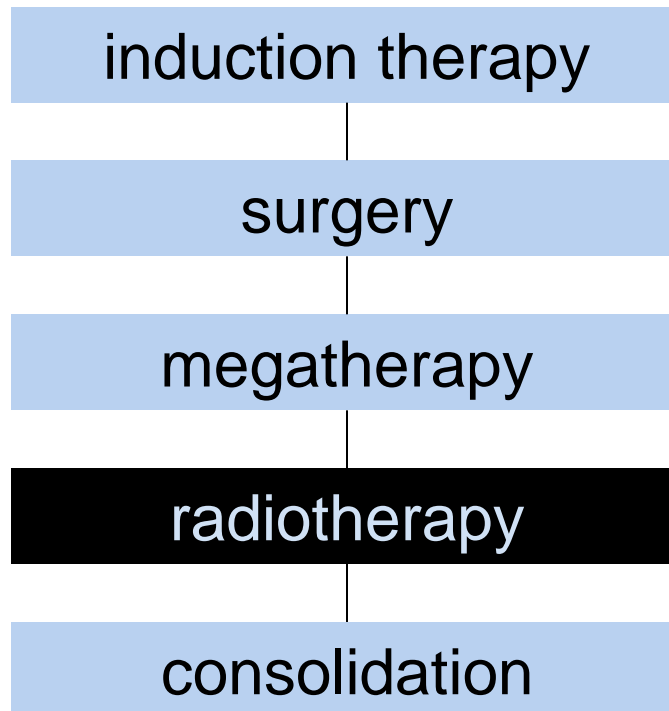 induction therapy
surgery
megatherapy
radiotherapy
consolidation